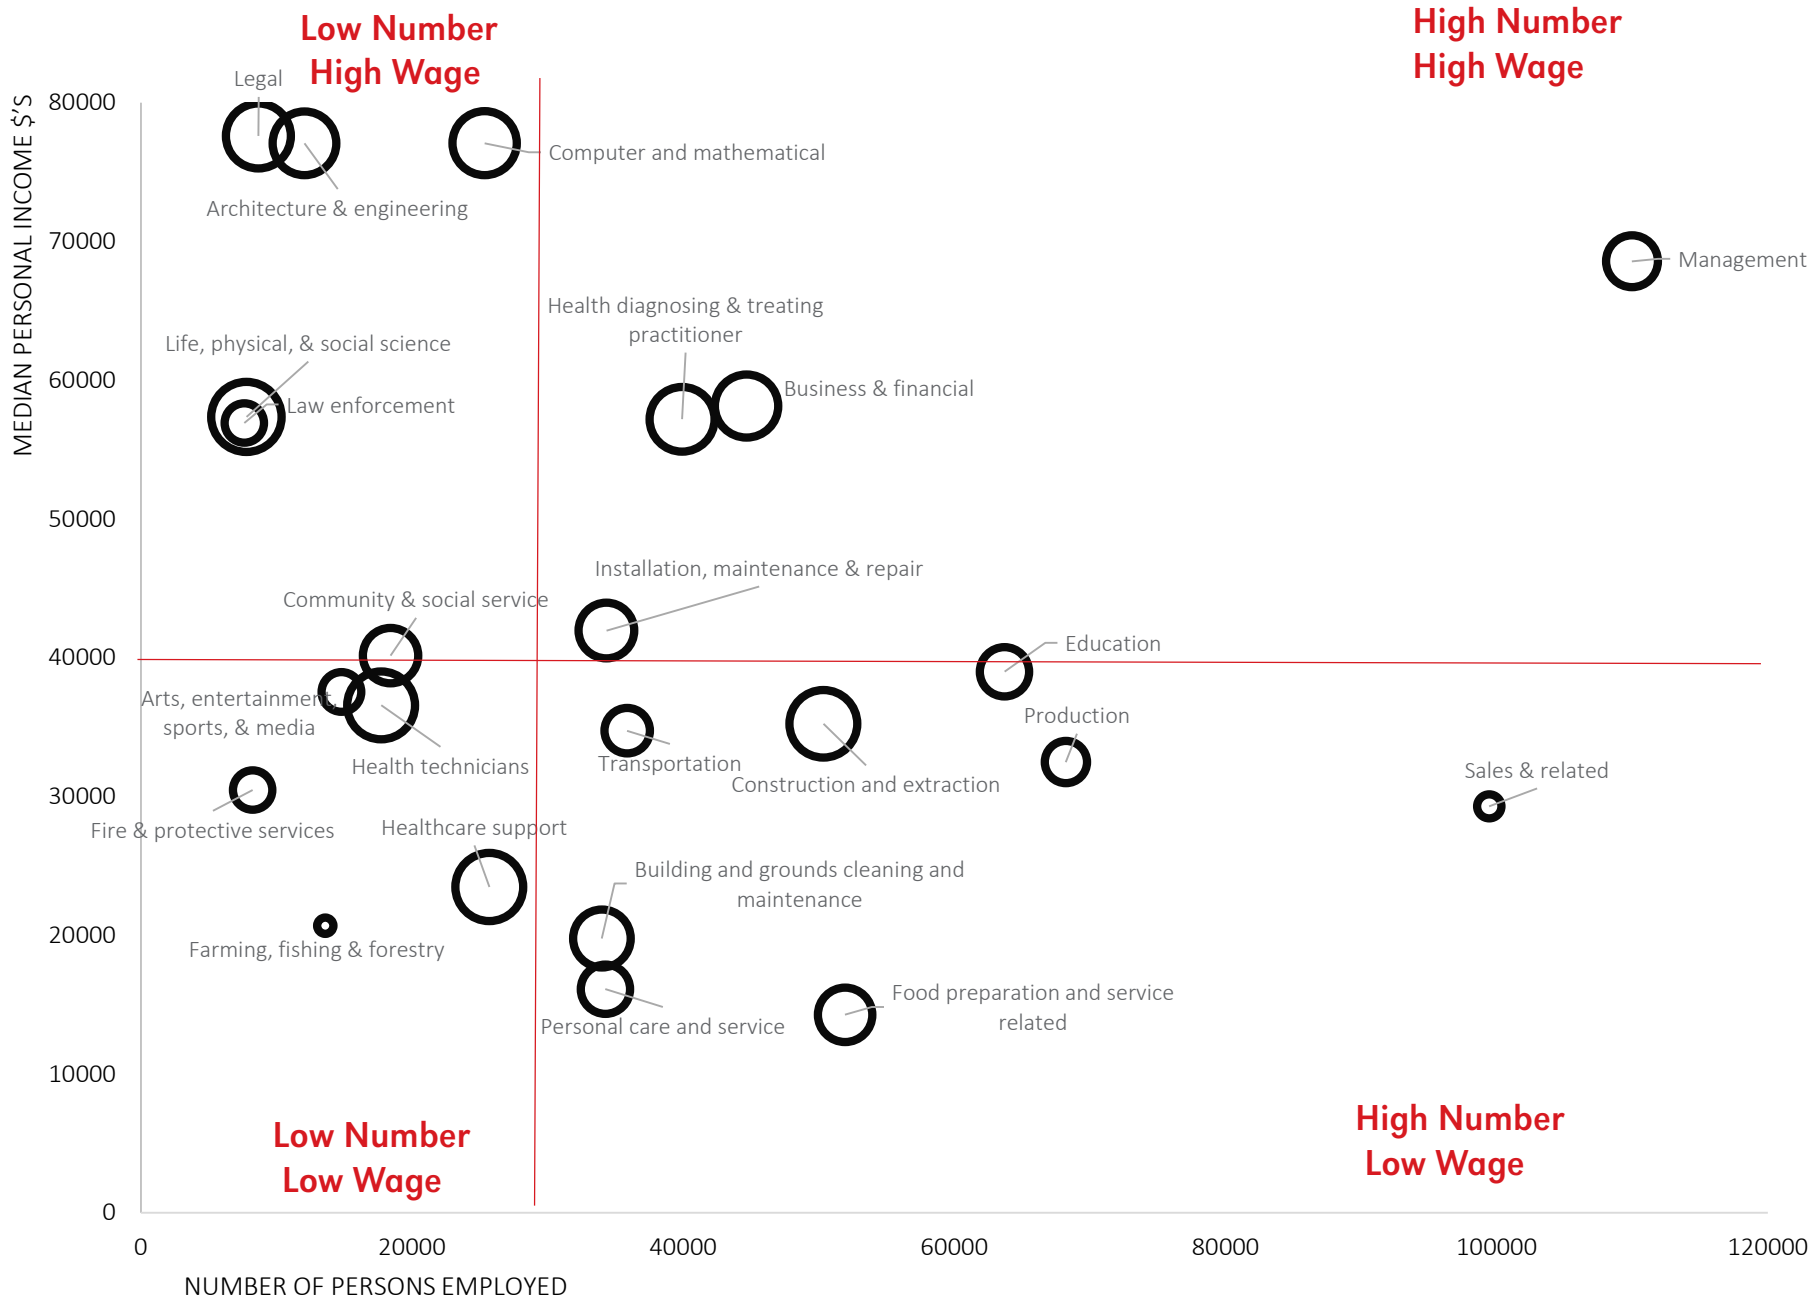 Low Number
High Wage
High Number
High Wage
MEDIAN PERSONAL INCOME $'S
80000
70000
60000
50000
40000
30000
20000
10000
0
Legal
Computer and mathematical
Architecture & engineering
Management
Health diagnosing & treating
practitioner
Life, physical, & social science
Business & financial
Law enforcement
Installation, maintenance & repair
Community & social service
Education
Arts, entertainment,
sports, & media
Production
Health technicians
Transportation
Construction and extraction
Sales & related
Fire & protective services
Healthcare support
Building and grounds cleaning and
maintenance
Farming, fishing & forestry
Food preparation and service
related
Personal care and service
Low Number
Low Wage
High Number
Low Wage
0
20000
40000
60000
80000
100000
120000
NUMBER OF PERSONS EMPLOYED